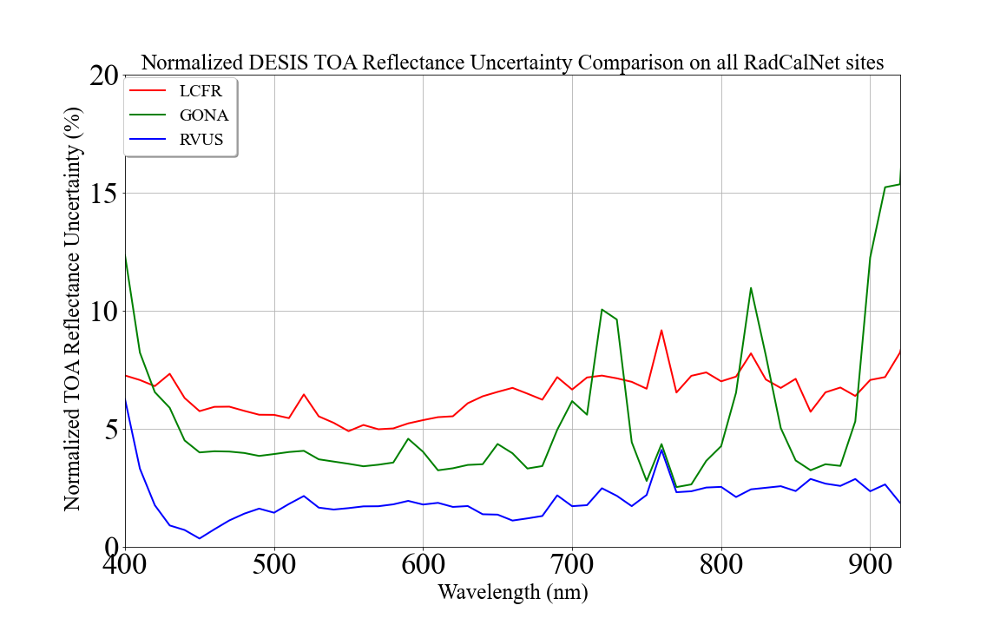 Normalized DESIS TOA Reflectance Uncertainty Comparison on all RadCalNet sites
LCFR
GONA
RVUS
Normalized TOA Reflectance Uncertainty (%)
20
15
10
5
0
400 500 600 700 800 900
Wavelength (nm)